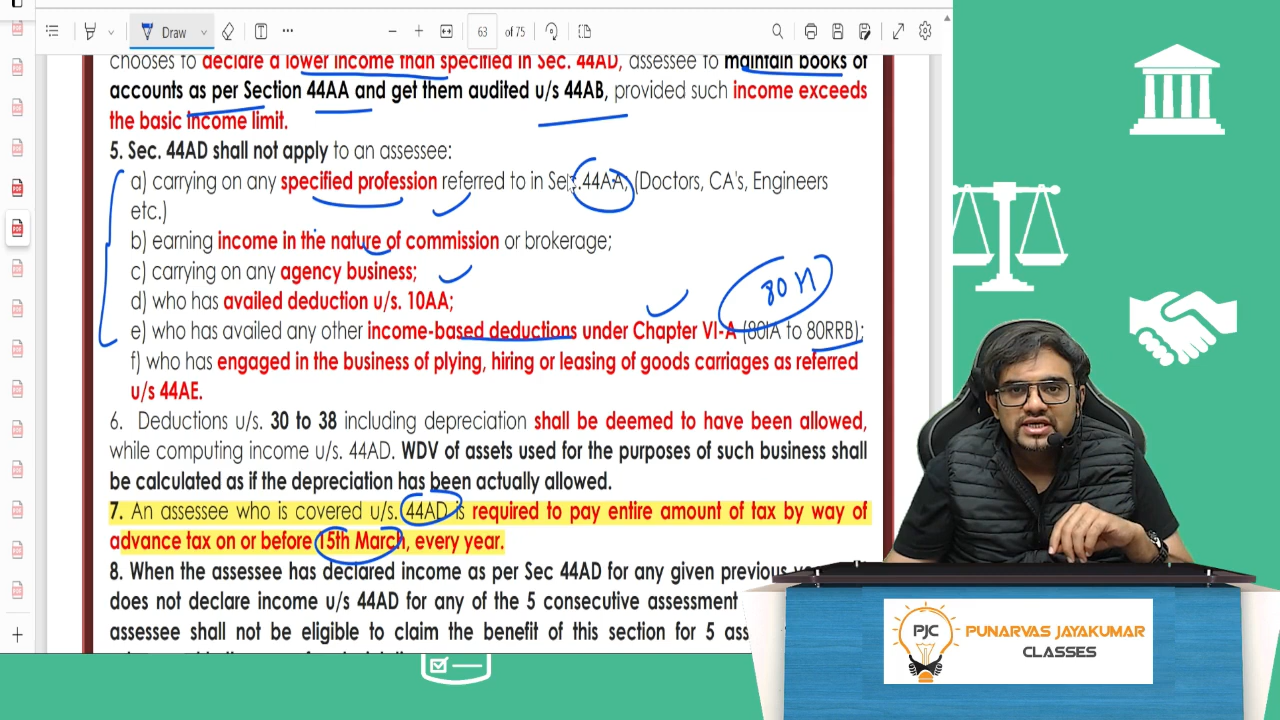 Draw
63 of 75
chooses to declare a lower income than specified in Sec. 44AD, assessee to maintain books of
accounts as per Section 44AA and get them audited u/s 44AB, provided such income exceeds
the basic income limit.
5. Sec. 44AD shall not apply to an assessee:
a) carrying on any specified profession referred to in Sec.44AA; (Doctors, CA's, Engineers
etc.)
b) earning income in the nature of commission or brokerage;
c) carrying on any agency business;
d) who has availed deduction u/s. 10AA;
80
e) who has availed any other income-based deductions under Chapter VI-A (80IA to 80RRB);
f) who has engaged in the business of plying, hiring or leasing of goods carriages as referred
u/s 44AE.
6. Deductions u/s. 30 to 38 including depreciation shall be deemed to have been allowed,
while computing income u/s. 44AD. WDV of assets used for the purposes of such business shall
be calculated as if the depreciation has been actually allowed.
7. An assessee who is covered u/s. 44AD is required to pay entire amount of tax by way of
advance tax on or before 15th March, every year.
8. When the assessee has declared income as per Sec 44AD for any given previous
does not declare income u/s 44AD for any of the 5 consecutive assessment
assessee shall not be eligible to claim the benefit of this section for 5
PJC
PUNARVAS JAYAKUMAR
CLASSES